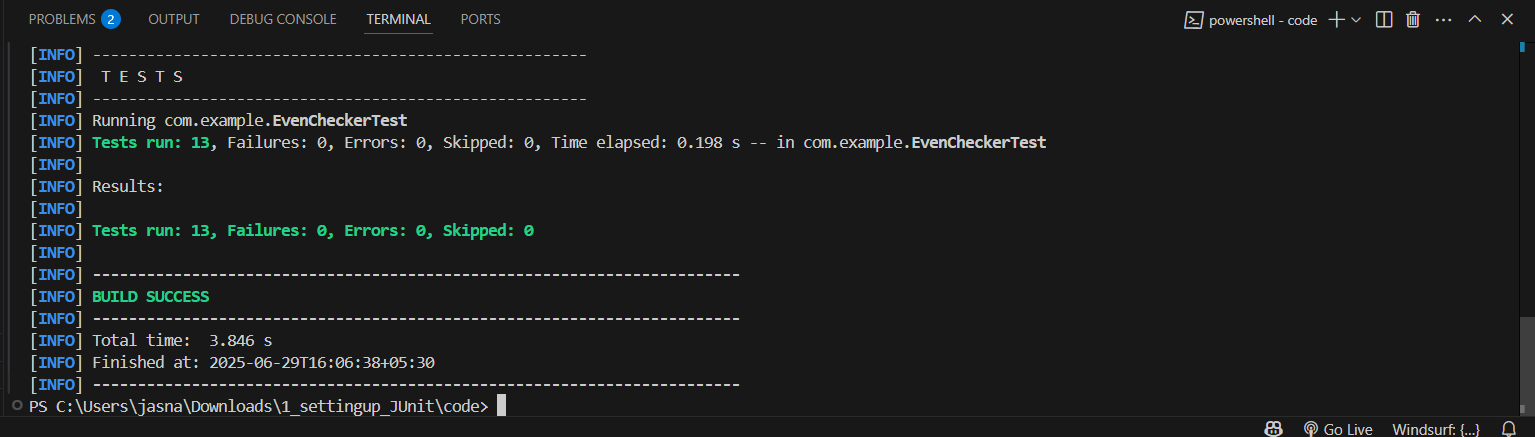 PROBLEMS 2 OUTPUT DEBUG CONSOLE TERMINAL PORTS powershell - code
[INFO] -------------------------------------------------------
[INFO]  T E S T S
[INFO] -------------------------------------------------------
[INFO] Running com.example.EvenCheckerTest
[INFO] Tests run: 13, Failures: 0, Errors: 0, Skipped: 0, Time elapsed: 0.198 s -- in com.example.EvenCheckerTest
[INFO]
[INFO] Results:
[INFO]
[INFO] Tests run: 13, Failures: 0, Errors: 0, Skipped: 0
[INFO]
[INFO] ------------------------------------------------------------------------
[INFO] BUILD SUCCESS
[INFO] ------------------------------------------------------------------------
[INFO] Total time:  3.846 s
[INFO] Finished at: 2025-06-29T16:06:38+05:30
[INFO] ------------------------------------------------------------------------
PS C:\Users\jasna\Downloads\1_settingup_JUnit\code>
Go Live Windsurf: {...}